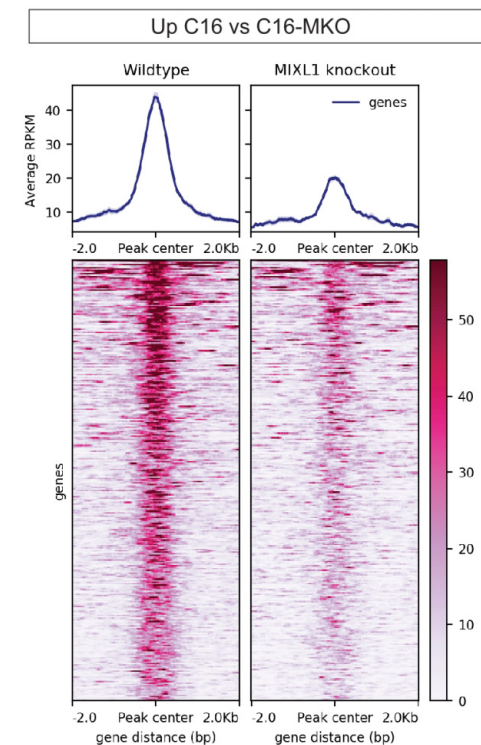 Up C16 vs C16-MKO
Wildtype
MIXL1 knockout
Average RPKM
40
30
20
10
genes
-2.0 Peak center 2.0Kb
-2.0 Peak center 2.0Kb
genes
50
40
30
20
10
0
-2.0 Peak center 2.0Kb
-2.0 Peak center 2.0Kb
gene distance (bp)
gene distance (bp)